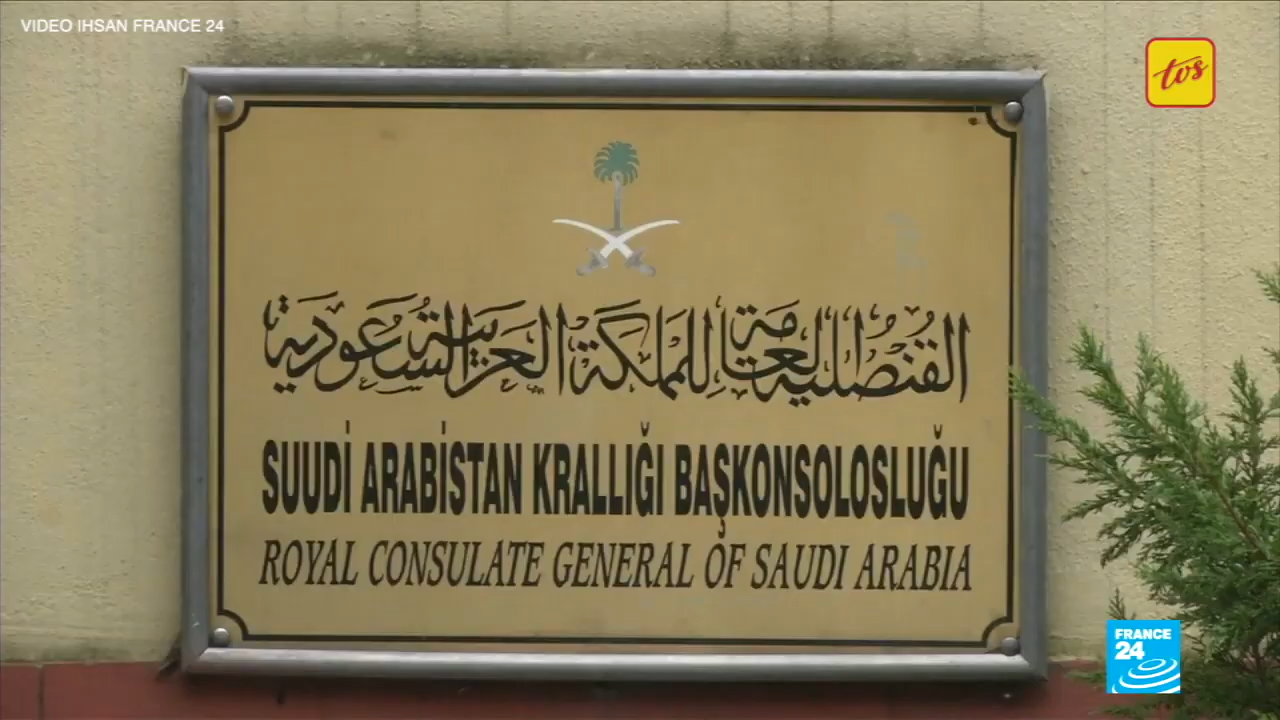 VIDEO IHSAN FRANCE 24
tvs
القنصلية العامة للمملكة العربية السعودية
SUUDİ ARABİSTAN KRALLIĞI BAŞKONSOLOSLUĞU
ROYAL CONSULATE GENERAL OF SAUDI ARABIA
FRANCE
24